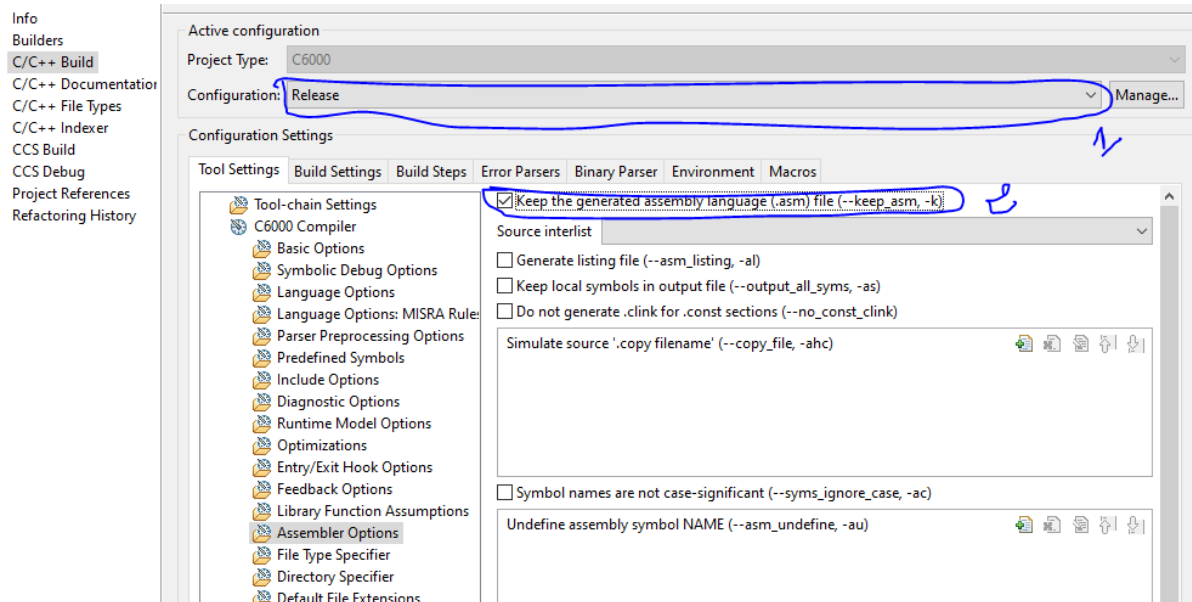 Info
Builders
C/C++ Build
C/C++ Documentation
C/C++ File Types
C/C++ Indexer
CCS Build
CCS Debug
Project References
Refactoring History
Active configuration
Project Type: C6000
Configuration: Release Manage...
1
Configuration Settings
Tool Settings Build Settings Build Steps Error Parsers Binary Parser Environment Macros
Tool-chain Settings
C6000 Compiler
Basic Options
Symbolic Debug Options
Language Options
Language Options: MISRA Rules
Parser Preprocessing Options
Predefined Symbols
Include Options
Diagnostic Options
Runtime Model Options
Optimizations
Entry/Exit Hook Options
Feedback Options
Library Function Assumptions
Assembler Options
File Type Specifier
Directory Specifier
Default File Extensions
Keep the generated assembly language (.asm) file (--keep_asm, -k)
2
Source interlist
Generate listing file (--asm_listing, -al)
Keep local symbols in output file (--output_all_syms, -as)
Do not generate .clink for .const sections (--no_const_clink)
Simulate source '.copy filename' (--copy_file, -ahc)
Symbol names are not case-significant (--syms_ignore_case, -ac)
Undefine assembly symbol NAME (--asm_undefine, -au)